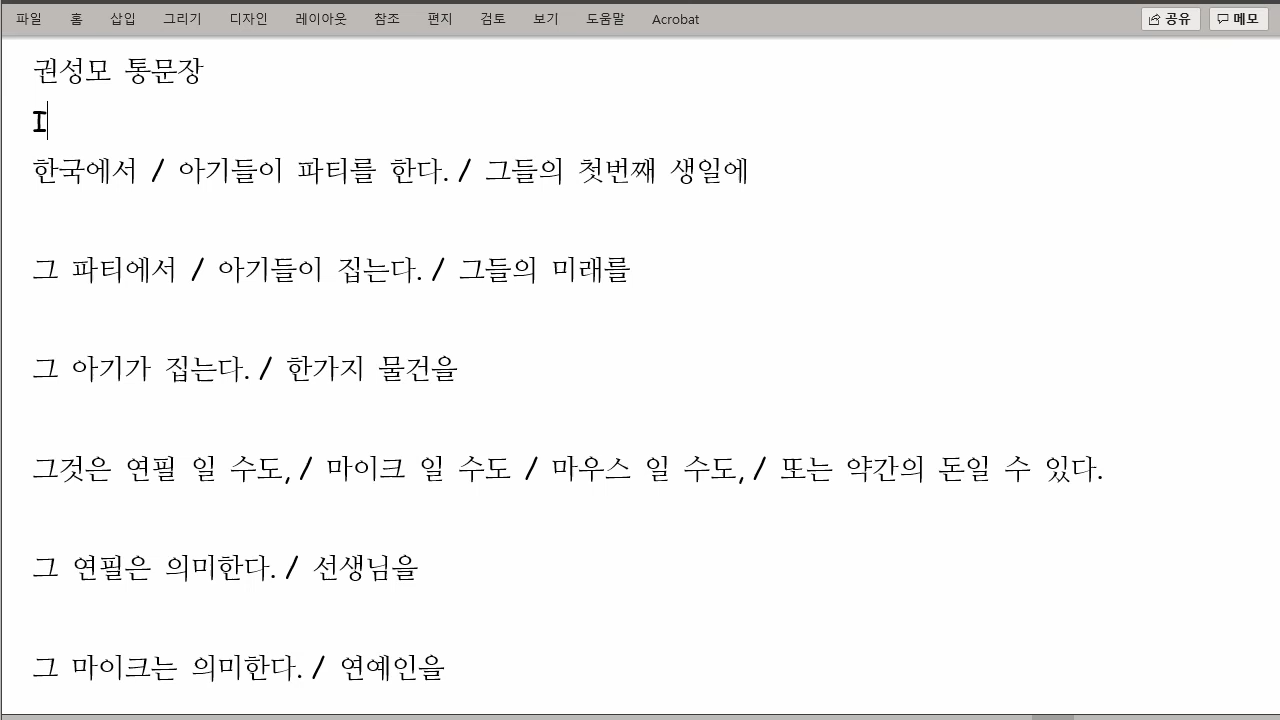 파일 홈 삽입 그리기 디자인 레이아웃 참조 편지 검토 보기 도움말 Acrobat 공유 메모
권성모 통문장
한국에서 / 아기들이 파티를 한다. / 그들의 첫번째 생일에
그 파티에서 / 아기들이 집는다. / 그들의 미래를
그 아기가 집는다. / 한가지 물건을
그것은 연필 일 수도, / 마이크 일 수도 / 마우스 일 수도, / 또는 약간의 돈일 수 있다.
그 연필은 의미한다. / 선생님을
그 마이크는 의미한다. / 연예인을